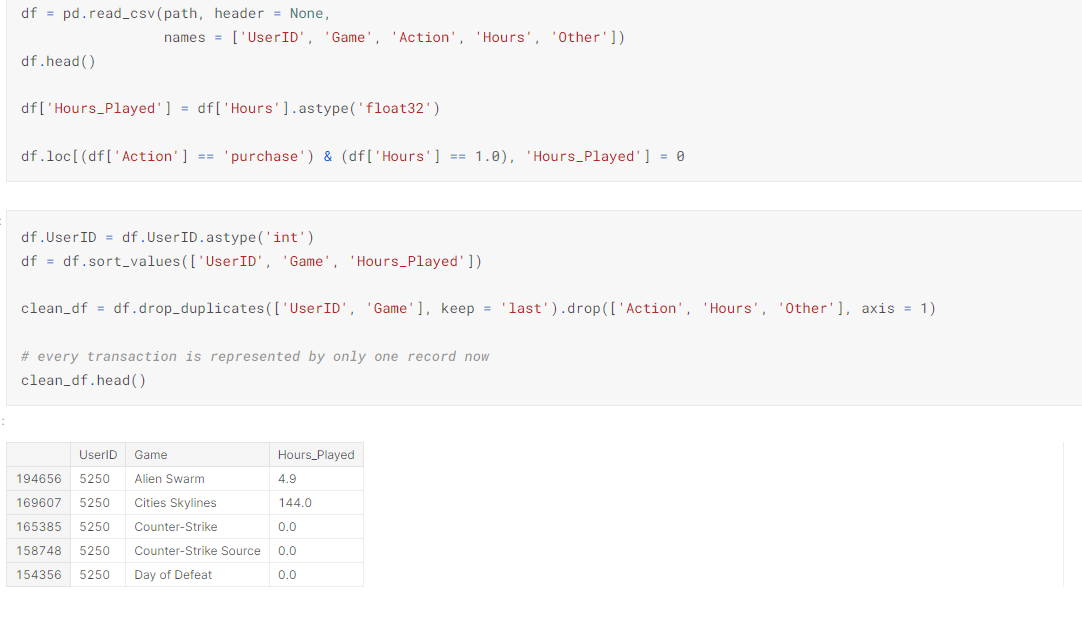 df = pd.read_csv(path, header = None,
names = ['UserID', 'Game', 'Action', 'Hours', 'Other'])
df.head()
df['Hours_Played'] = df['Hours'].astype('float32')
df.loc[(df['Action'] == 'purchase') & (df['Hours'] == 1.0), 'Hours_Played'] = 0
:
df.UserID = df.UserID.astype('int')
df = df.sort_values(['UserID', 'Game', 'Hours_Played'])
clean_df = df.drop_duplicates(['UserID', 'Game'], keep = 'last').drop(['Action', 'Hours', 'Other'], axis = 1)
# every transaction is represented by only one record now
clean_df.head()
:
UserID Game Hours_Played
194656 5250 Alien Swarm 4.9
169607 5250 Cities Skylines 144.0
165385 5250 Counter-Strike 0.0
158748 5250 Counter-Strike Source 0.0
154356 5250 Day of Defeat 0.0